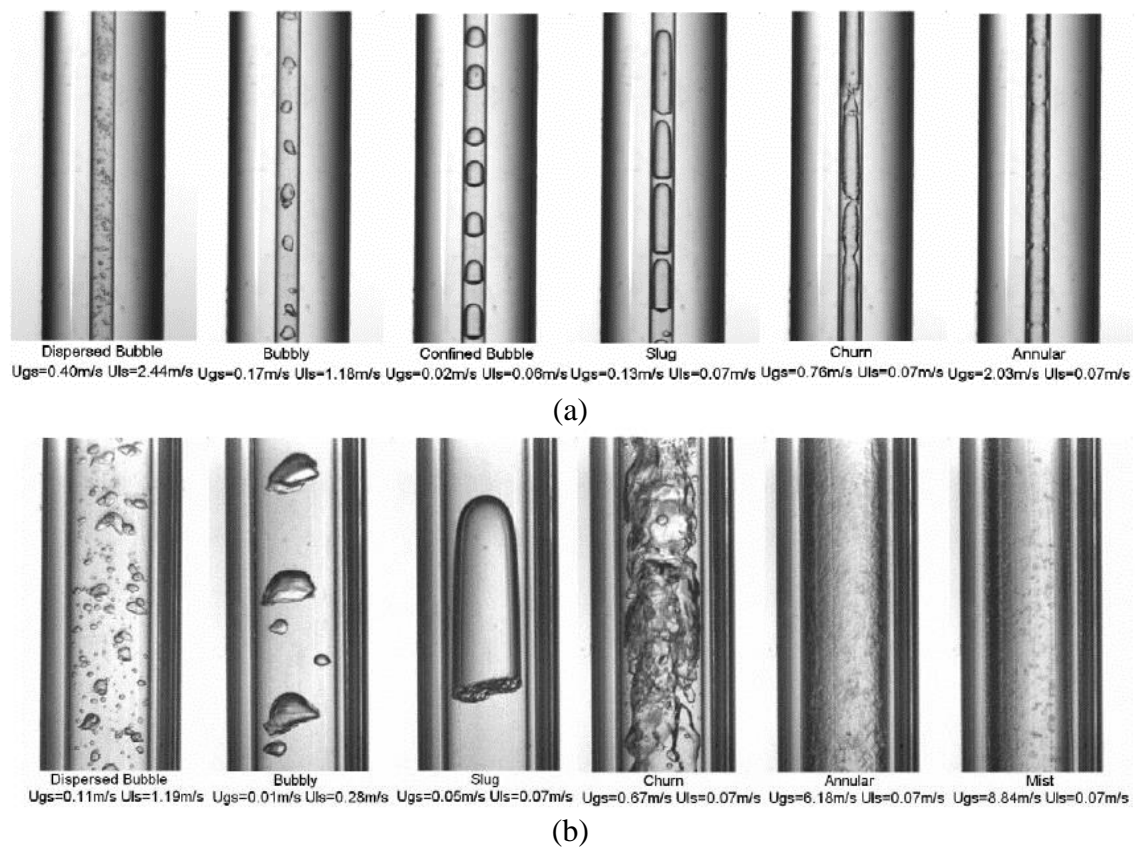 Dispersed Bubble Bubbly Confined Bubble Slug Churn Annular
Ugs=0.40m/s Uls=2.44m/s Ugs=0.17m/s Uls=1.18m/s Ugs=0.02m/s Uls=0.06m/s Ugs=0.13m/s Uls=0.07m/s Ugs=0.76m/s Uls=0.07m/s Ugs=2.03m/s Uls=0.07m/s
(a)
Dispersed Bubble Bubbly Slug Churn Annular Mist
Ugs=0.11m/s Uls=1.19m/s Ugs=0.01m/s Uls=0.28m/s Ugs=0.05m/s Uls=0.07m/s Ugs=0.67m/s Uls=0.07m/s Ugs=6.18m/s Uls=0.07m/s Ugs=8.84m/s Uls=0.07m/s
(b)